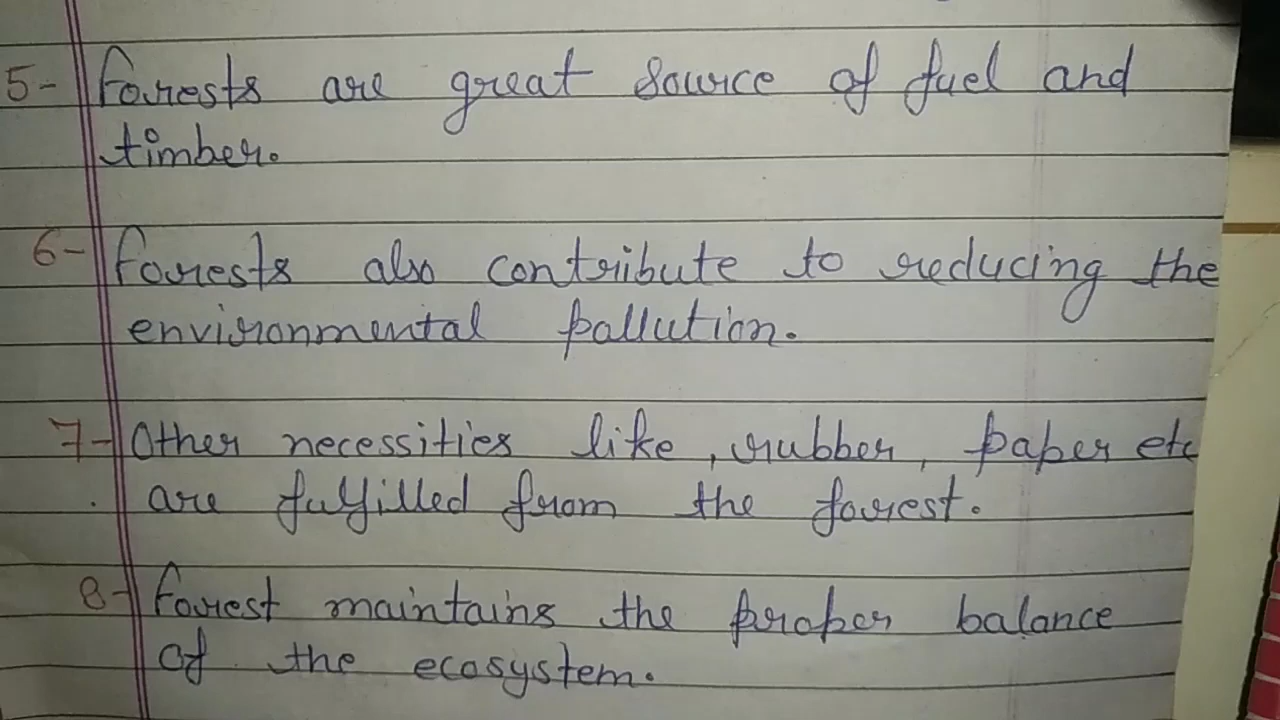 5- Forests are great source of fuel and
timber.
6- Forests also contribute to reducing the
environmental pollution.
7- Other necessities like, rubber, paper etc
are fulfilled from the forest.
8- Forest maintains the proper balance
of the ecosystem.